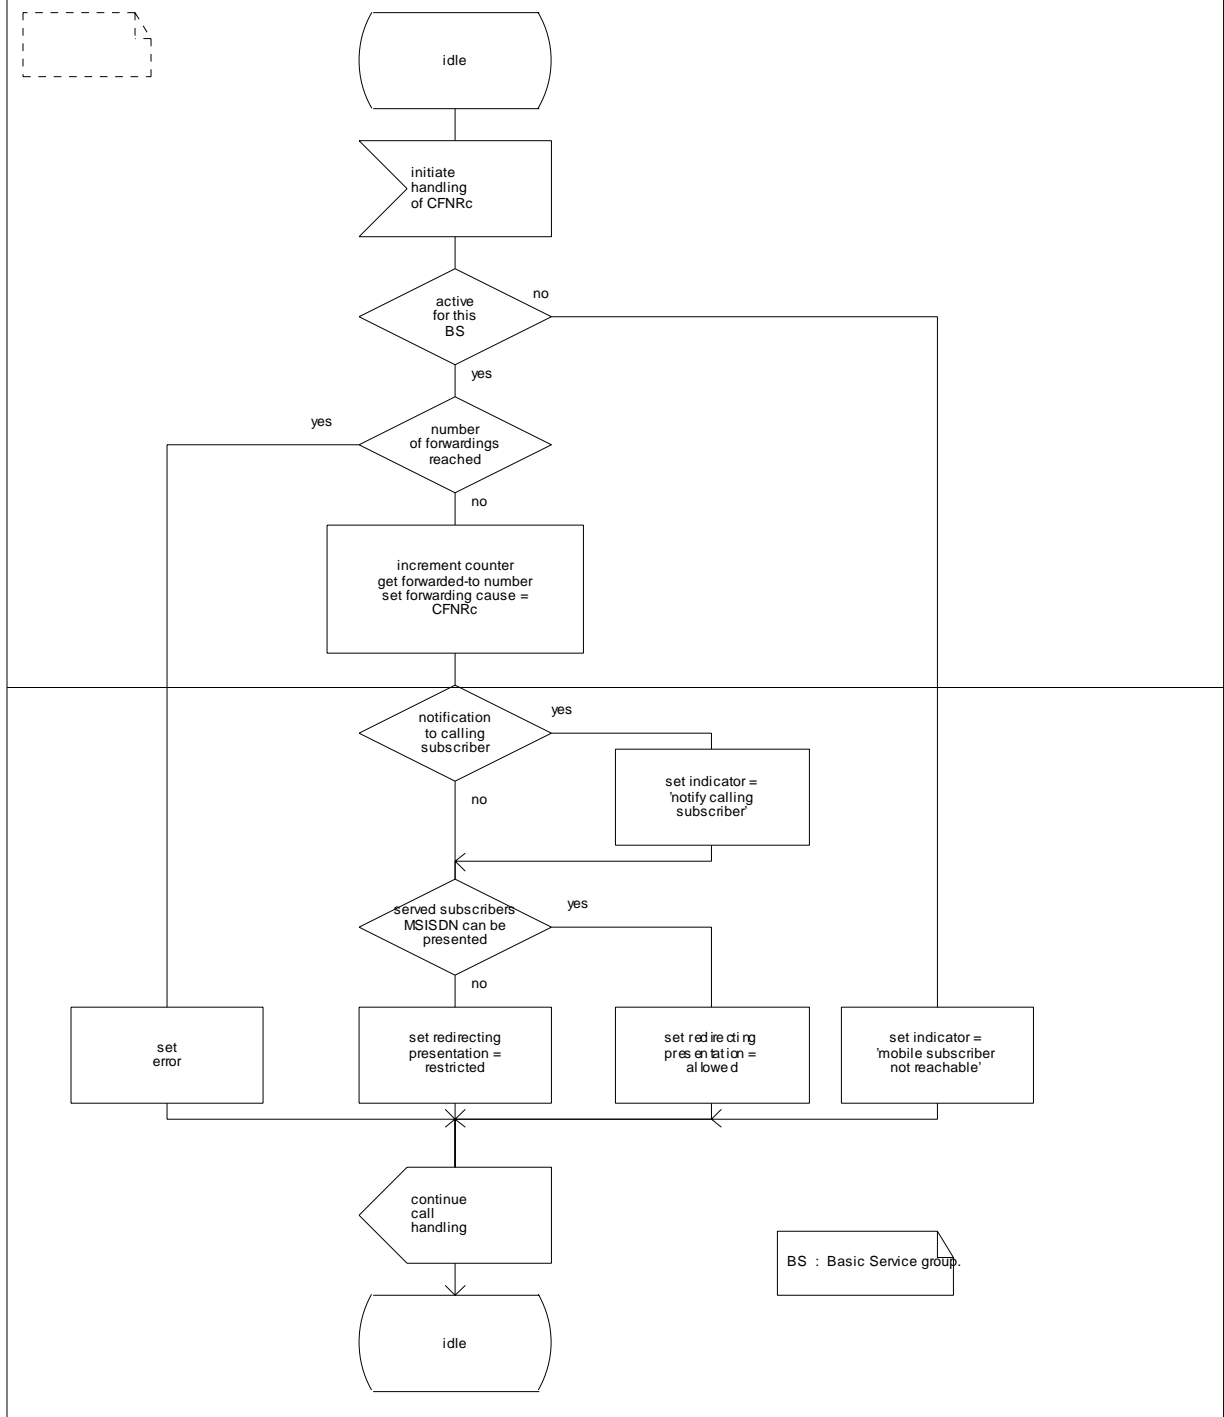 idle
initiate
handling
of CFNRc
active
for this
BS
no
yes
number
of forwardings
reached
yes
no
increment counter
get forwarded-to number
set forwarding cause =
CFNRc
notification
to calling
subscriber
yes
no
set indicator =
'notify calling
subscriber'
served subscribers
MSISDN can be
presented
yes
no
set
error
set redirecting
presentation =
restricted
set redirecting
presentation =
allowed
set indicator =
'mobile subscriber
not reachable'
continue
call
handling
BS : Basic Service group.
idle